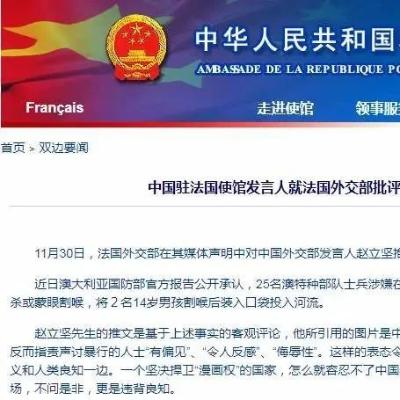 中华人民共和国
AMBASSADE DE LA REPUBLIQUE PO
Français
走进使馆
领事服
首页 > 双边要闻
中国驻法国使馆发言人就法国外交部批评
11月30日，法国外交部在其媒体声明中对中国外交部发言人赵立坚推
近日澳大利亚国防部官方报告公开承认，25名澳特种部队士兵涉嫌在
杀或蒙眼割喉，将２名14岁男孩割喉后装入口袋投入河流。
赵立坚先生的推文是基于上述事实的客观评论，他所引用的图片是中
反而指责声讨暴行的人士“有偏见”、“令人反感”、“侮辱性”。这样的表态令
义和人类良知一边。一个坚决捍卫“漫画权”的国家，怎么就容忍不了中国
场，不问是非，更是违背良知。